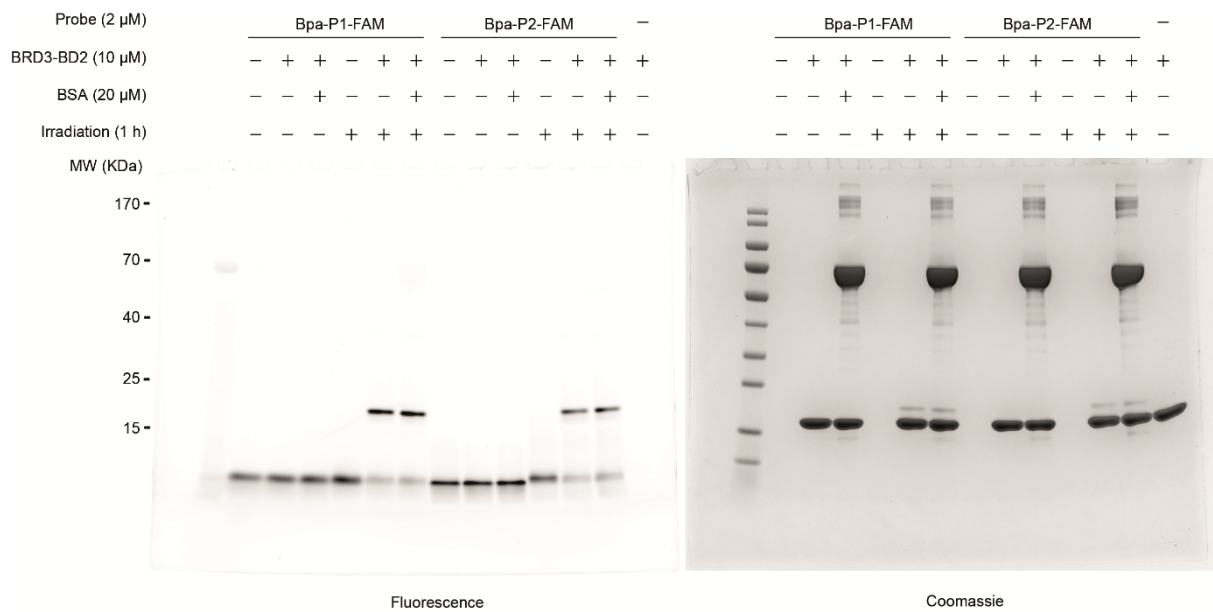 Probe (2 µM) Bpa-P1-FAM Bpa-P2-FAM – Bpa-P1-FAM Bpa-P2-FAM –
BRD3-BD2 (10 µM) – + + – + + – + + – + + + – + + – + + – + + – + + +
BSA (20 µM) – – + – – + – – + – – + – – – + – – + – – + – – + –
Irradiation (1 h) – – – + + + – – – + + + – – – – + + + – – – + + + –
MW (KDa)
170 -
70 -
40 -
25 -
15 -
Fluorescence Coomassie